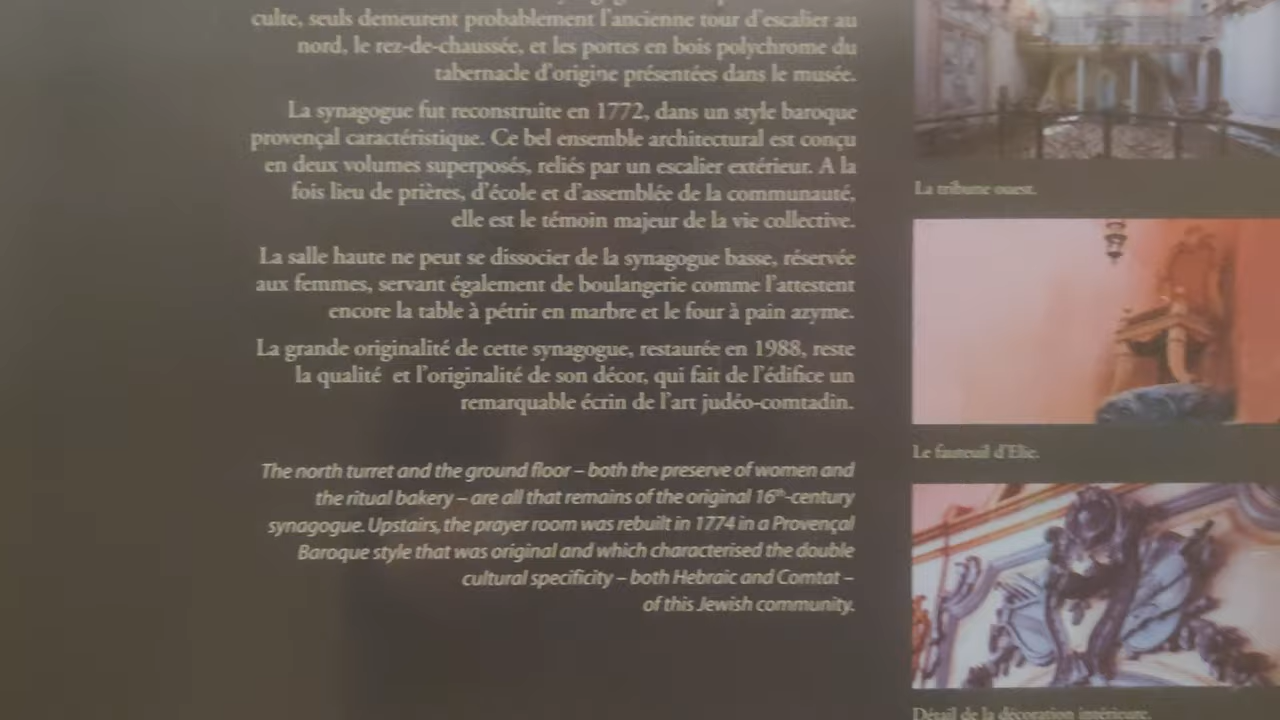 culte, seuls demeurent probablement l'ancienne tour d'escalier au
nord, le rez-de-chaussée, et les portes en bois polychrome du
tabernacle d'origine présentées dans le musée.
La synagogue fut reconstruite en 1772, dans un style baroque
provençal caractéristique. Ce bel ensemble architectural est conçu
en deux volumes superposés, reliés par un escalier extérieur. A la
fois lieu de prières, d'école et d'assemblée de la communauté,
elle est le témoin majeur de la vie collective.
La salle haute ne peut se dissocier de la synagogue basse, réservée
aux femmes, servant également de boulangerie comme l'attestent
encore la table à pétrir en marbre et le four à pain azyme.
La grande originalité de cette synagogue, restaurée en 1988, reste
la qualité et l'originalité de son décor, qui fait de l'édifice un
remarquable écrin de l'art judéo-comtadin.
The north turret and the ground floor – both the preserve of women and
the ritual bakery – are all that remains of the original 16th-century
synagogue. Upstairs, the prayer room was rebuilt in 1774 in a Provençal
Baroque style that was original and which characterised the double
cultural specificity – both Hebraic and Comtat –
of this Jewish community.
La tribune ouest.
Le fauteuil d'Elie.
Détail de la décoration intérieure